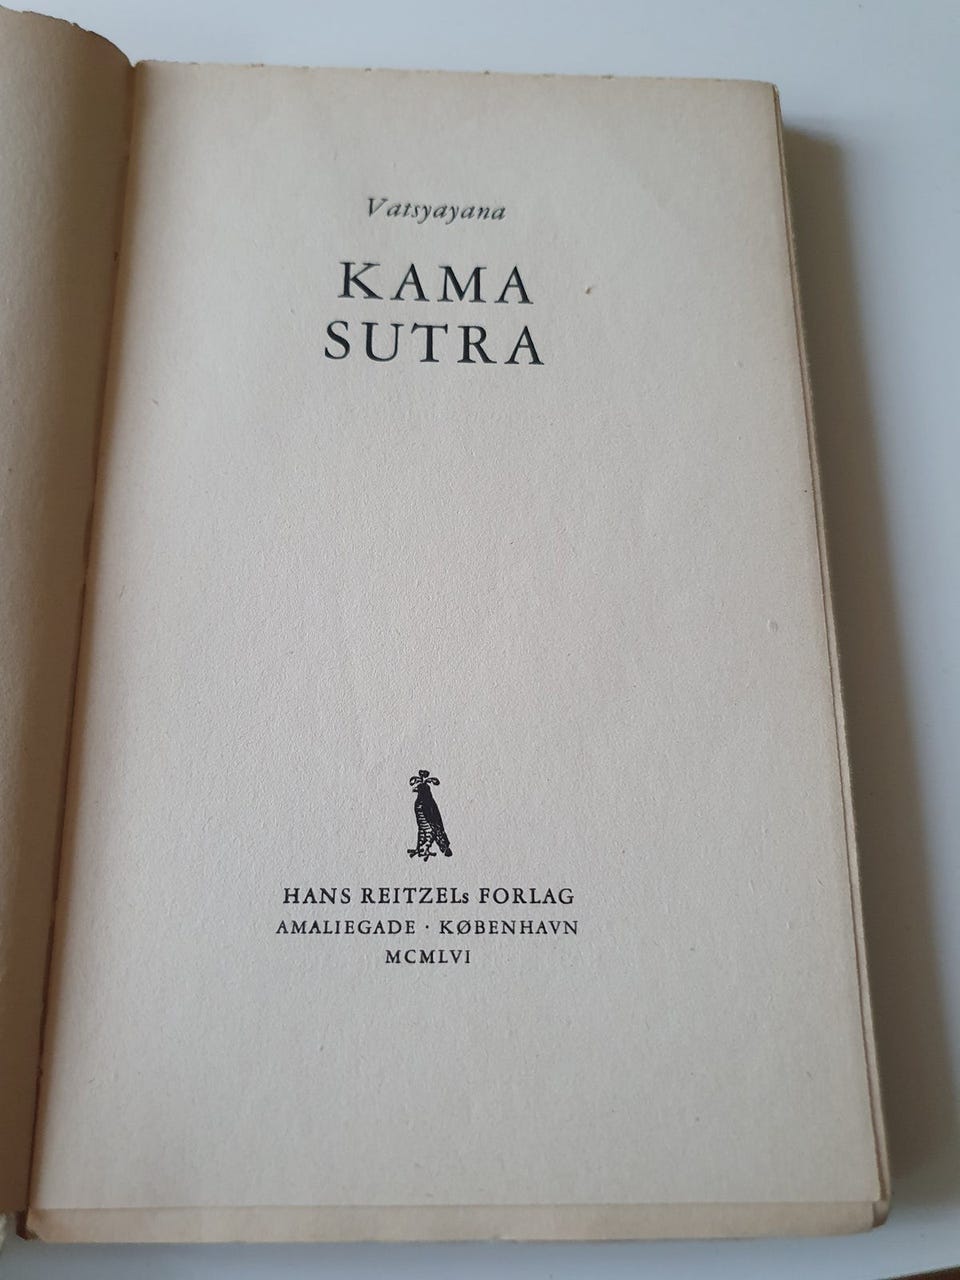 Vatsyayana
KAMA
SUTRA
HANS REITZELs FORLAG
AMALIEGADE · KØBENHAVN
MCMLVI